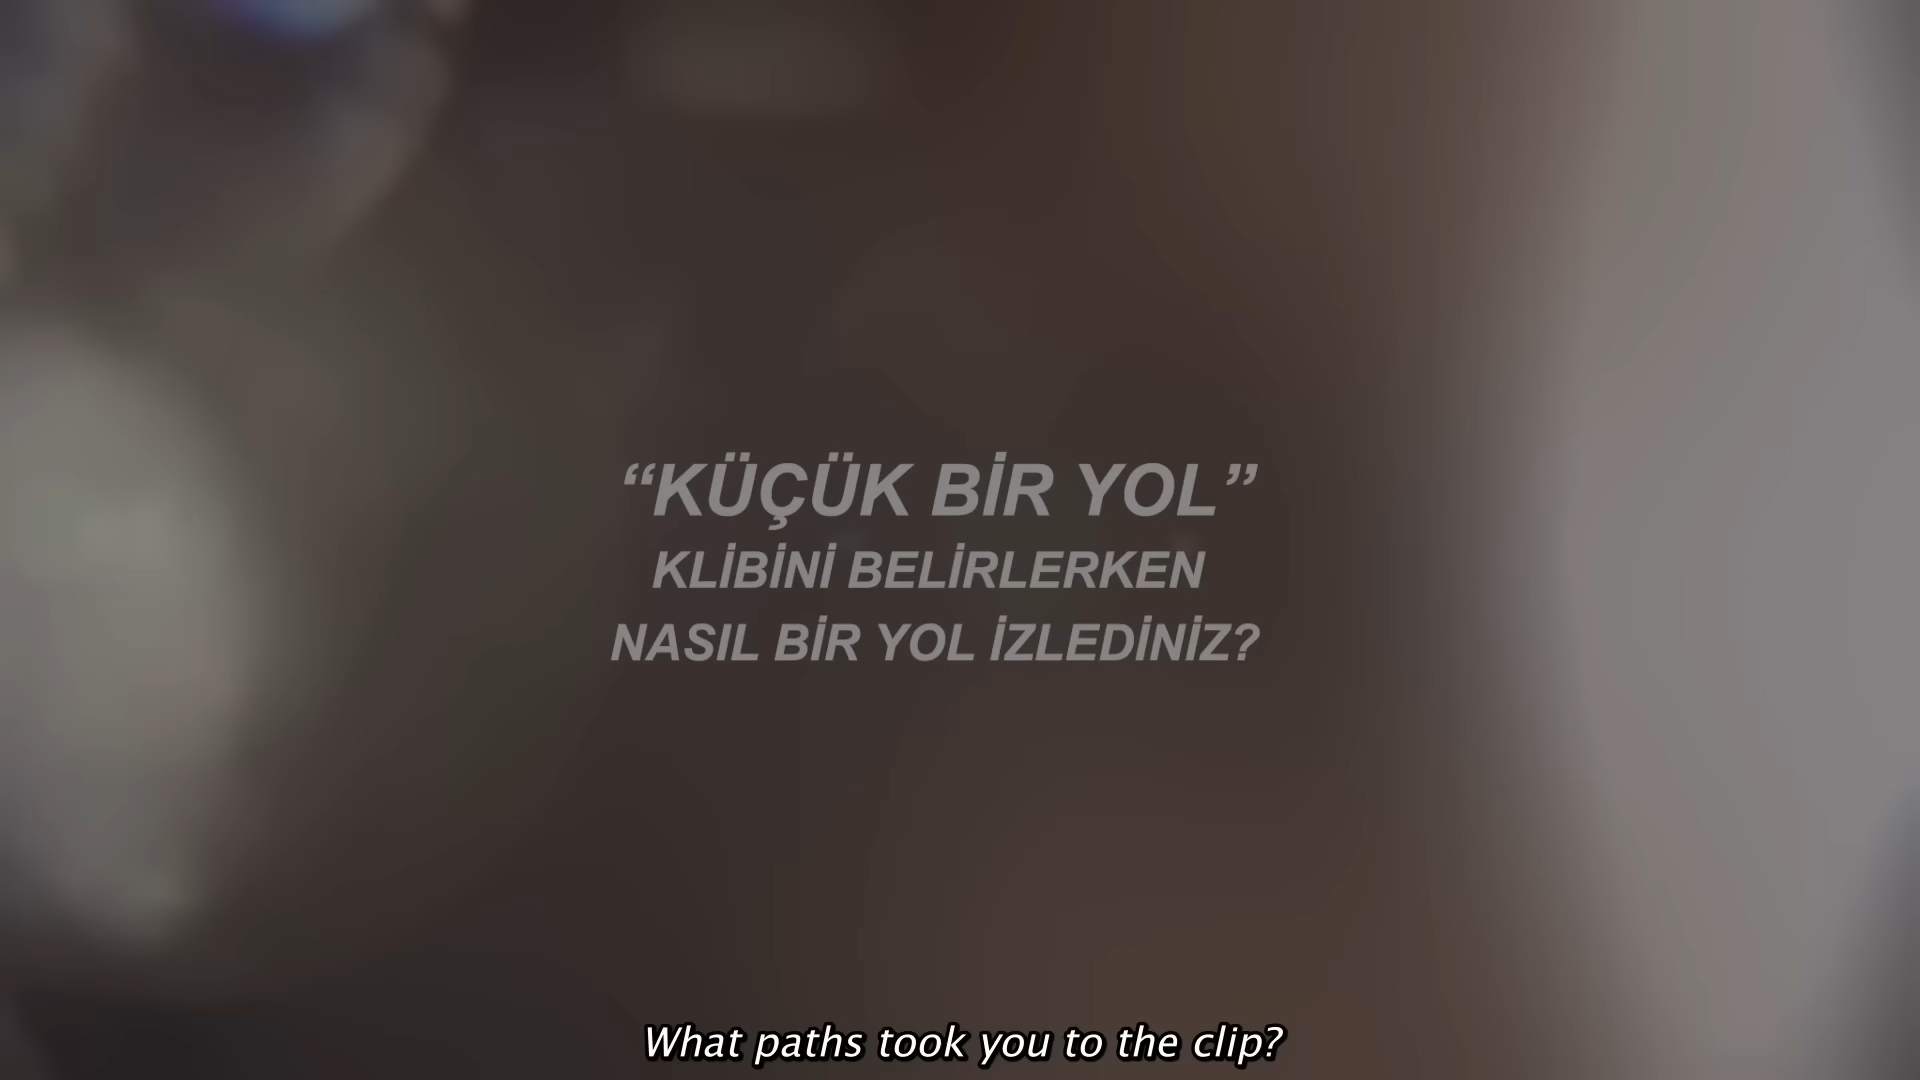 “KÜÇÜK BİR YOL”
KLİBİNİ BELİRLERKEN
NASIL BİR YOL İZLEDİNİZ?
What paths took you to the clip?